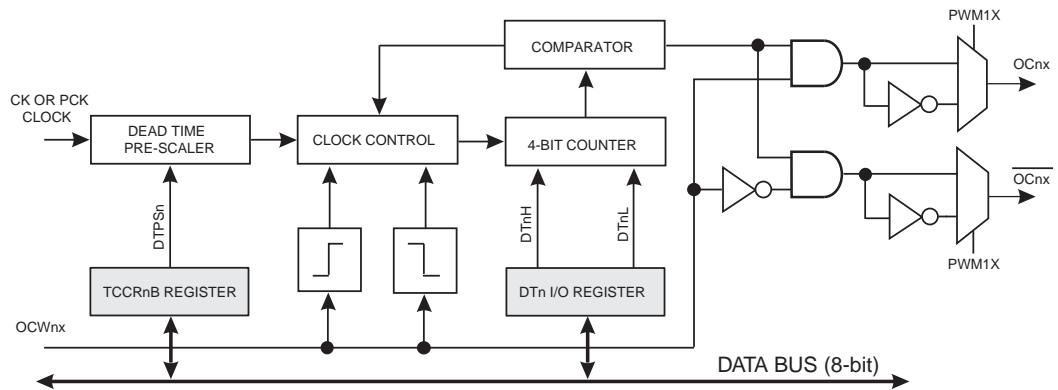 PWM1X
COMPARATOR
OCnx
CK OR PCK
CLOCK
DEAD TIME
PRE-SCALER
CLOCK CONTROL
4-BIT COUNTER
OCnx
DTPSn
DTnH
DTnL
PWM1X
TCCRnB REGISTER
DTn I/O REGISTER
OCWnx
DATA BUS (8-bit)